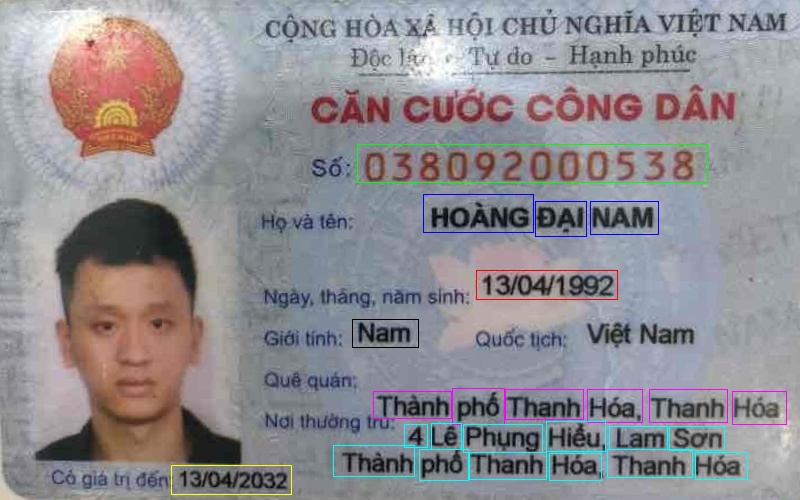 CỘNG HÒA XÃ HỘI CHỦ NGHĨA VIỆT NAM
Độc lập - Tự do - Hạnh phúc
CĂN CƯỚC CÔNG DÂN
Số: 038092000538
Họ và tên: HOÀNG ĐẠI NAM
Ngày, tháng, năm sinh: 13/04/1992
Giới tính: Nam Quốc tịch: Việt Nam
Quê quán:
Thành phố Thanh Hóa, Thanh Hóa
Nơi thường trú:
4 Lê Phụng Hiểu, Lam Sơn
Thành phố Thanh Hóa, Thanh Hóa
Có giá trị đến: 13/04/2032